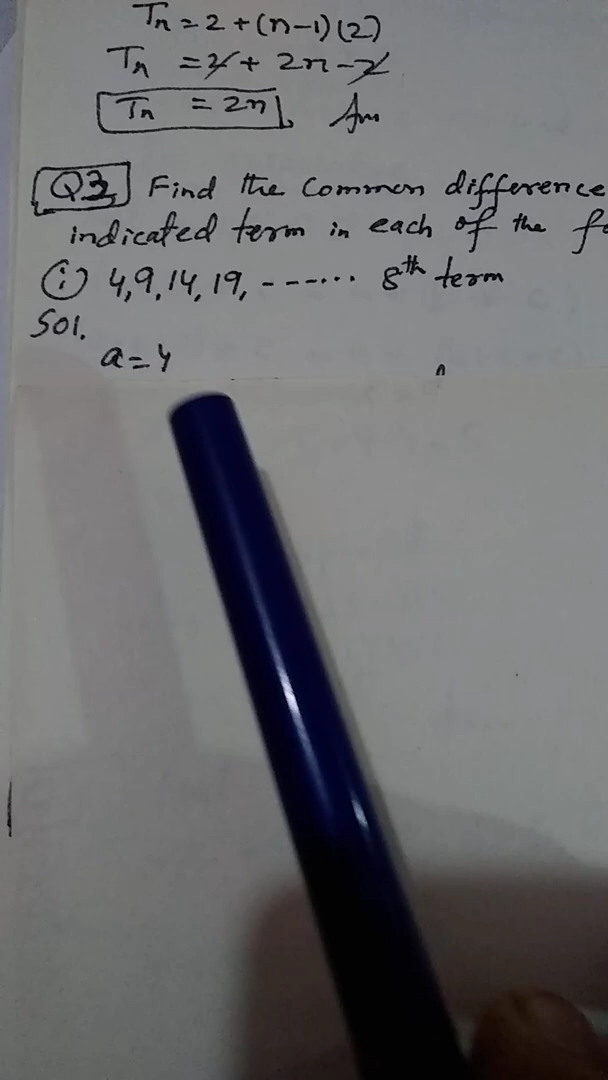 Tn = 2 + (n-1)(2)
Tn = 2 + 2n - 2
Tn = 2n Ans
Q3 Find the Common difference
indicated term in each of the
(i) 4, 9, 14, 19, ------... 8th term
Sol.
a = 4